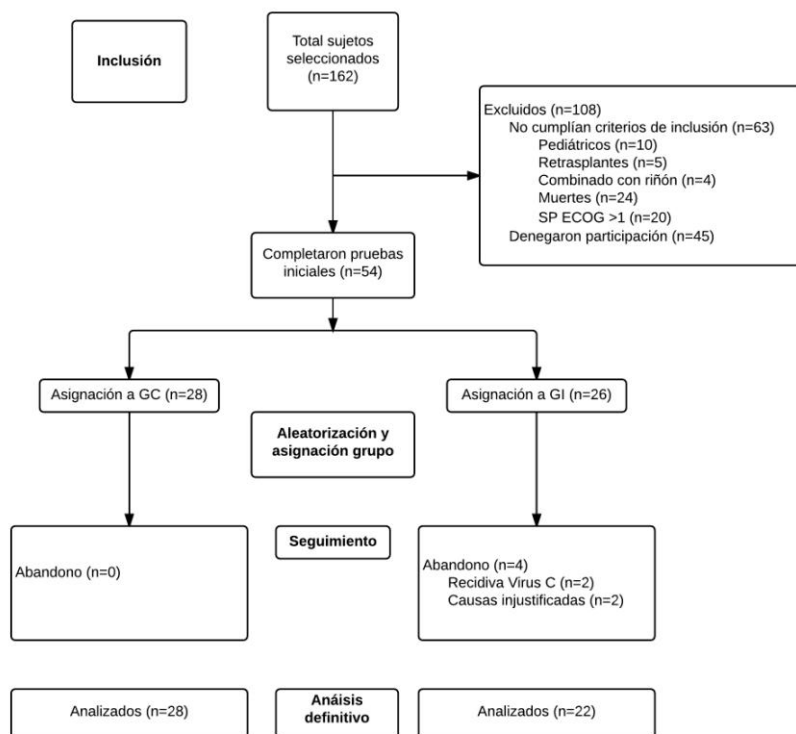 Inclusión
Total sujetos
seleccionados
(n=162)
Excluidos (n=108)
No cumplían criterios de inclusión (n=63)
Pediátricos (n=10)
Retrasplantes (n=5)
Combinado con riñón (n=4)
Muertes (n=24)
SP ECOG >1 (n=20)
Denegaron participación (n=45)
Completaron pruebas
iniciales (n=54)
Asignación a GC (n=28)
Asignación a GI (n=26)
Aleatorización y
asignación grupo
Seguimiento
Abandono (n=0)
Abandono (n=4)
Recidiva Virus C (n=2)
Causas injustificadas (n=2)
Analizados (n=28)
Anáisis
definitivo
Analizados (n=22)